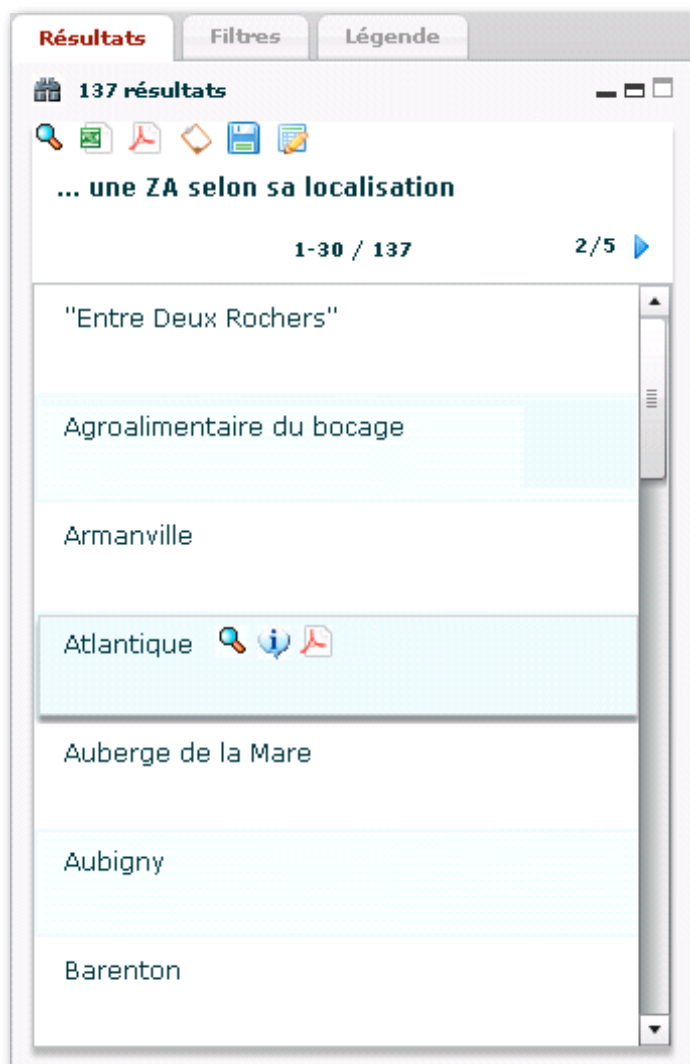 Résultats Filtres Légende
137 résultats
... une ZA selon sa localisation
1-30 / 137 2/5
"Entre Deux Rochers"
Agroalimentaire du bocage
Armanville
Atlantique
Auberge de la Mare
Aubigny
Barenton